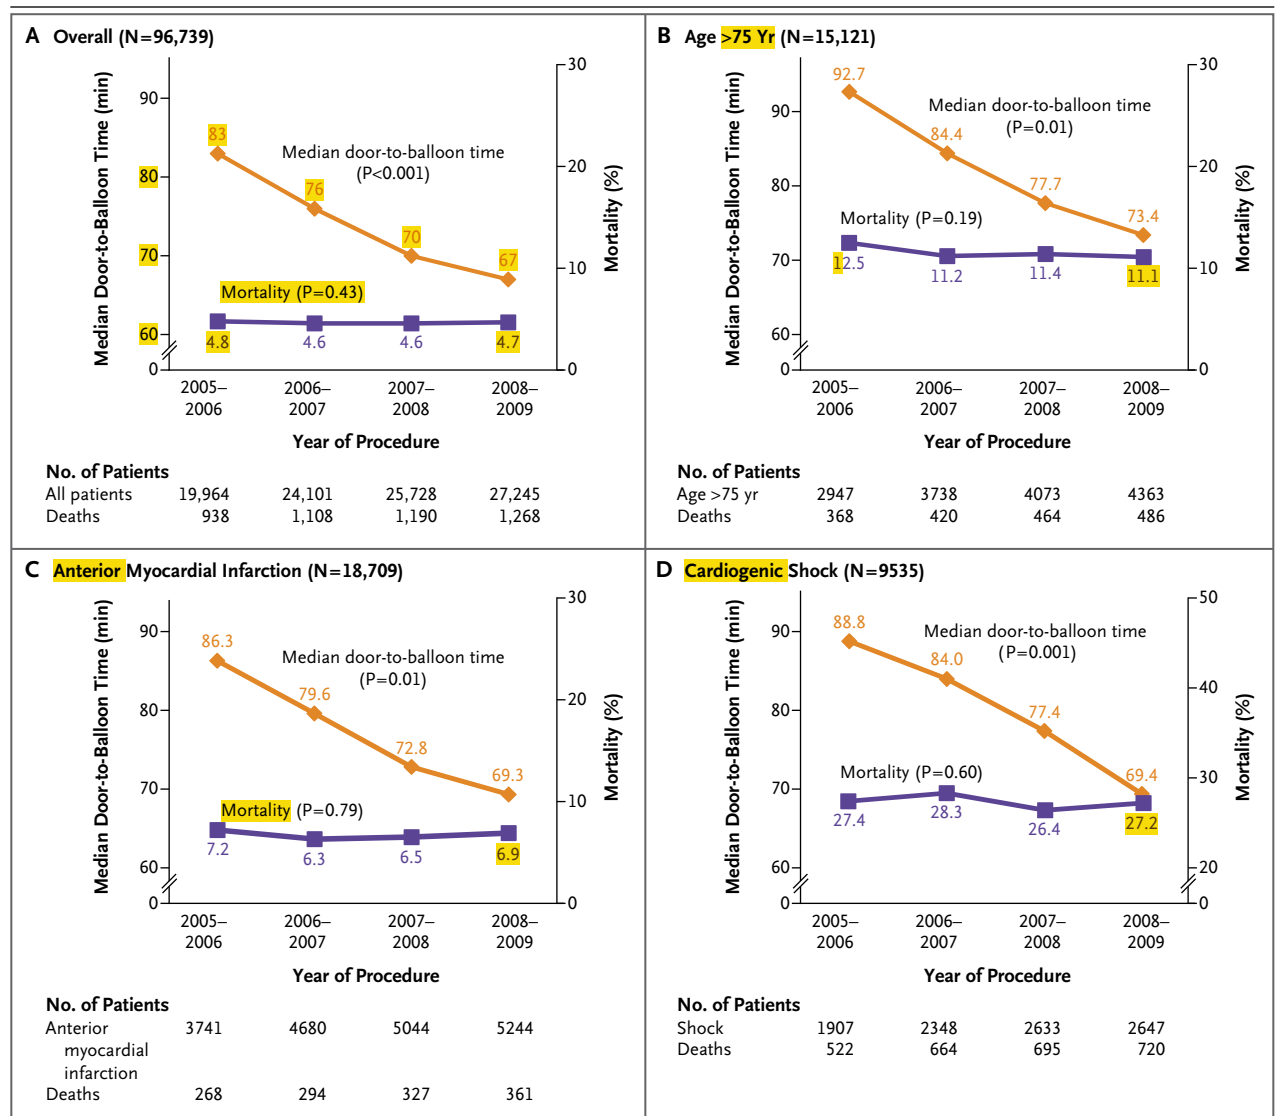 A Overall (N=96,739)
Median Door-to-Balloon Time (min)
90
80
70
60
0
30
20
10
0
Mortality (%)
83
76
70
67
Median door-to-balloon time
(P<0.001)
Mortality (P=0.43)
4.8
4.6
4.6
4.7
2005–
2006
2006–
2007
2007–
2008
2008–
2009
Year of Procedure
No. of Patients
All patients 19,964 24,101 25,728 27,245
Deaths 938 1,108 1,190 1,268
B Age >75 Yr (N=15,121)
Median Door-to-Balloon Time (min)
90
80
70
60
0
30
20
10
0
Mortality (%)
92.7
84.4
77.7
73.4
Median door-to-balloon time
(P=0.01)
Mortality (P=0.19)
12.5
11.2
11.4
11.1
2005–
2006
2006–
2007
2007–
2008
2008–
2009
Year of Procedure
No. of Patients
Age >75 yr 2947 3738 4073 4363
Deaths 368 420 464 486
C Anterior Myocardial Infarction (N=18,709)
Median Door-to-Balloon Time (min)
90
80
70
60
0
30
20
10
0
Mortality (%)
86.3
79.6
72.8
69.3
Median door-to-balloon time
(P=0.01)
Mortality (P=0.79)
7.2
6.3
6.5
6.9
2005–
2006
2006–
2007
2007–
2008
2008–
2009
Year of Procedure
No. of Patients
Anterior 3741 4680 5044 5244
myocardial
infarction
Deaths 268 294 327 361
D Cardiogenic Shock (N=9535)
Median Door-to-Balloon Time (min)
90
80
70
60
0
50
40
30
20
0
Mortality (%)
88.8
84.0
77.4
69.4
Median door-to-balloon time
(P=0.001)
Mortality (P=0.60)
27.4
28.3
26.4
27.2
2005–
2006
2006–
2007
2007–
2008
2008–
2009
Year of Procedure
No. of Patients
Shock 1907 2348 2633 2647
Deaths 522 664 695 720